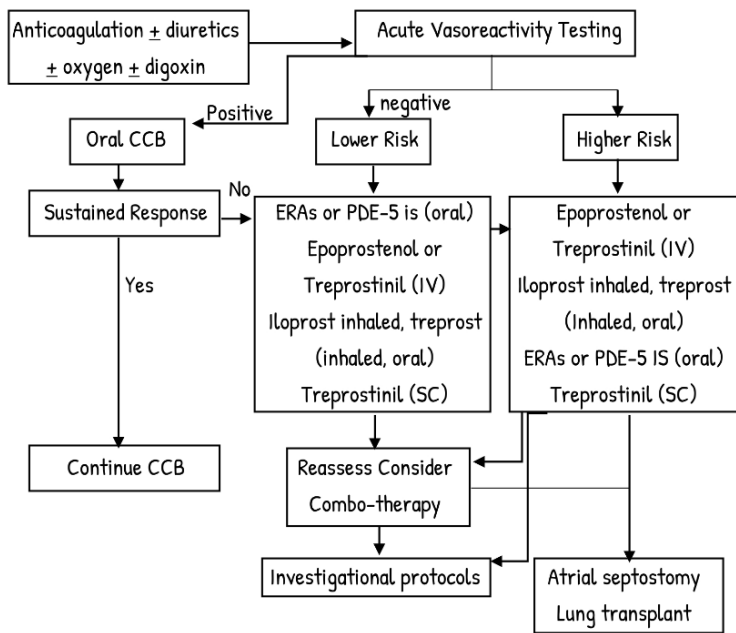 Anticoagulation ± diuretics
± oxygen ± digoxin
Acute Vasoreactivity Testing
Positive
negative
Oral CCB
Lower Risk
Higher Risk
Sustained Response
No
Yes
ERAs or PDE-5 is (oral)
Epoprostenol or
Treprostinil (IV)
Iloprost inhaled, treprost
(inhaled, oral)
Treprostinil (SC)
Epoprostenol or
Treprostinil (IV)
Iloprost inhaled, treprost
(Inhaled, oral)
ERAs or PDE-5 IS (oral)
Treprostinil (SC)
Continue CCB
Reassess Consider
Combo-therapy
Investigational protocols
Atrial septostomy
Lung transplant